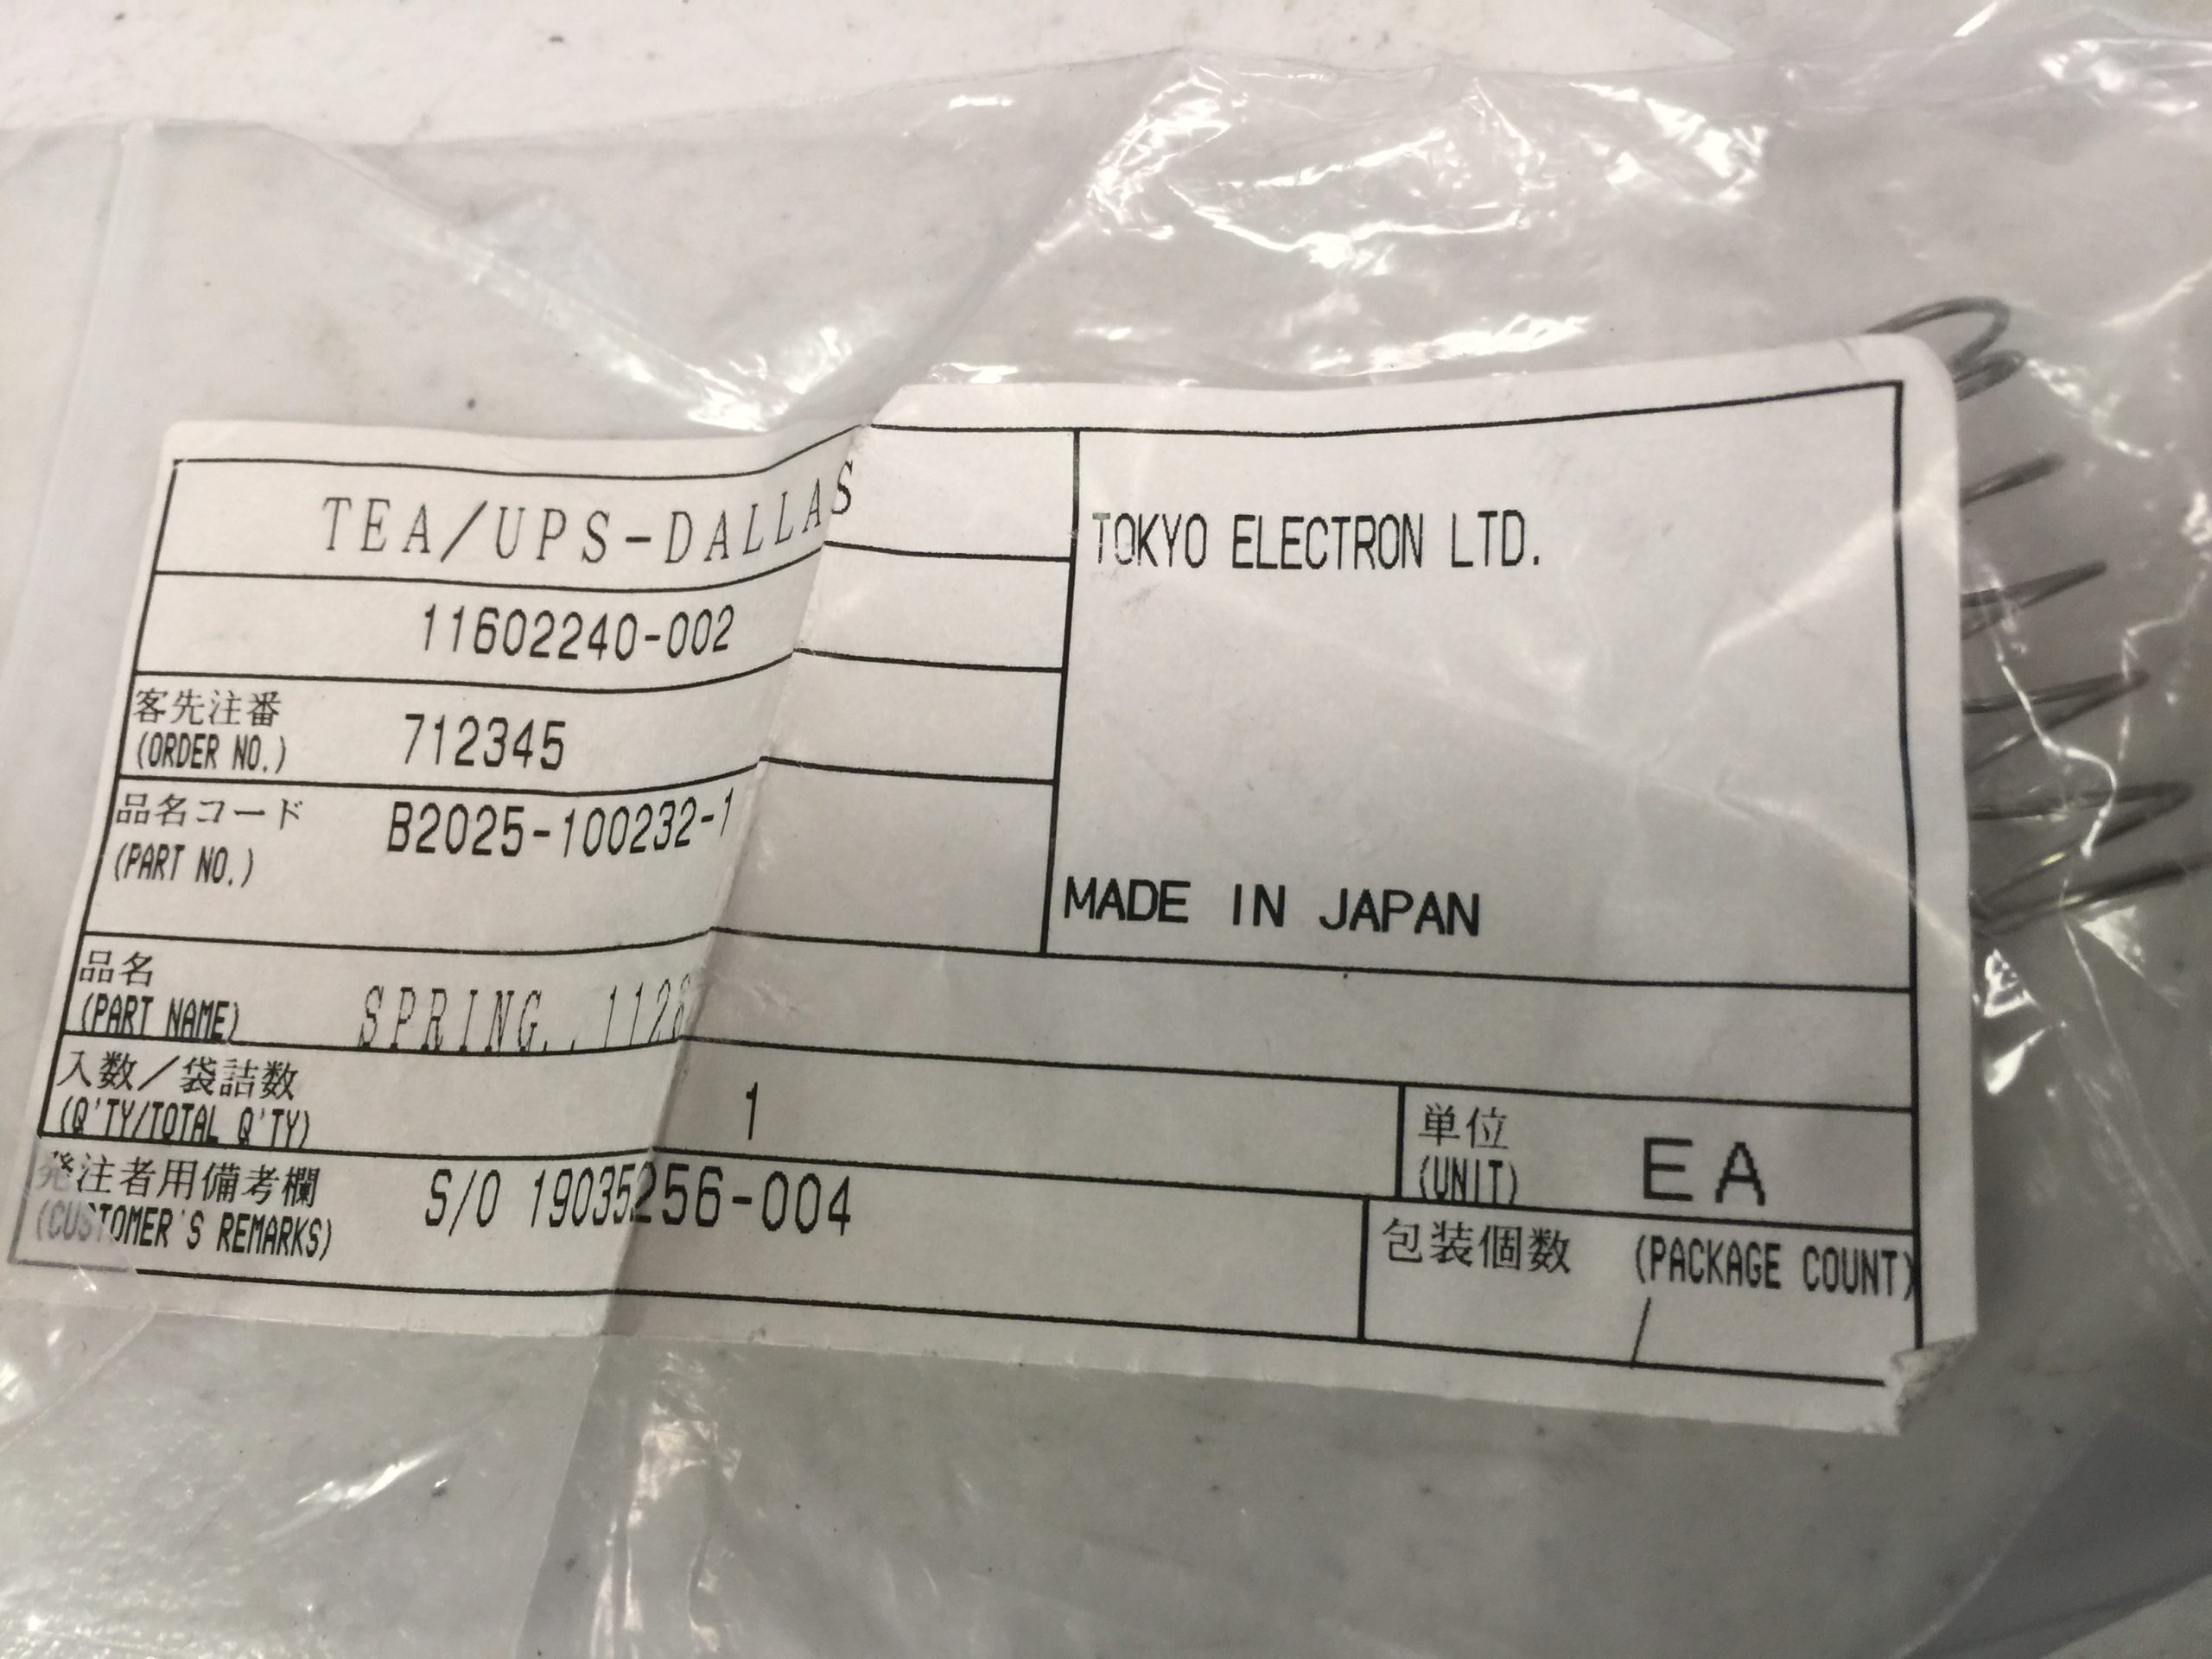 TEA/UPS-DALLAS
11602240-002
客先注番
(ORDER NO.)
712345
品名コード
(PART NO.)
B2025-100232-1
TOKYO ELECTRON LTD.
MADE IN JAPAN
品名
(PART NAME)
SPRING, , 1128
入数／袋詰数
(Q'TY/TOTAL Q'TY)
1
単位
(UNIT)
EA
発注者用備考欄
(CUSTOMER'S REMARKS)
S/O 19035256-004
包装個数 (PACKAGE COUNT)
/